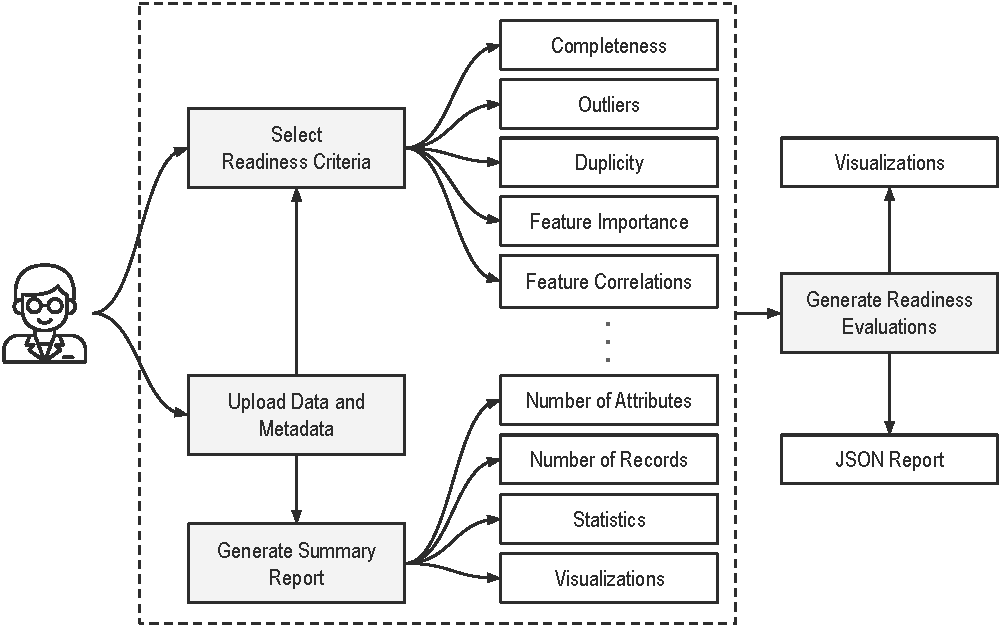 Select
Readiness Criteria
Completeness
Outliers
Duplicity
Feature Importance
Feature Correlations
Upload Data and
Metadata
Generate Summary
Report
Number of Attributes
Number of Records
Statistics
Visualizations
Visualizations
Generate Readiness
Evaluations
JSON Report